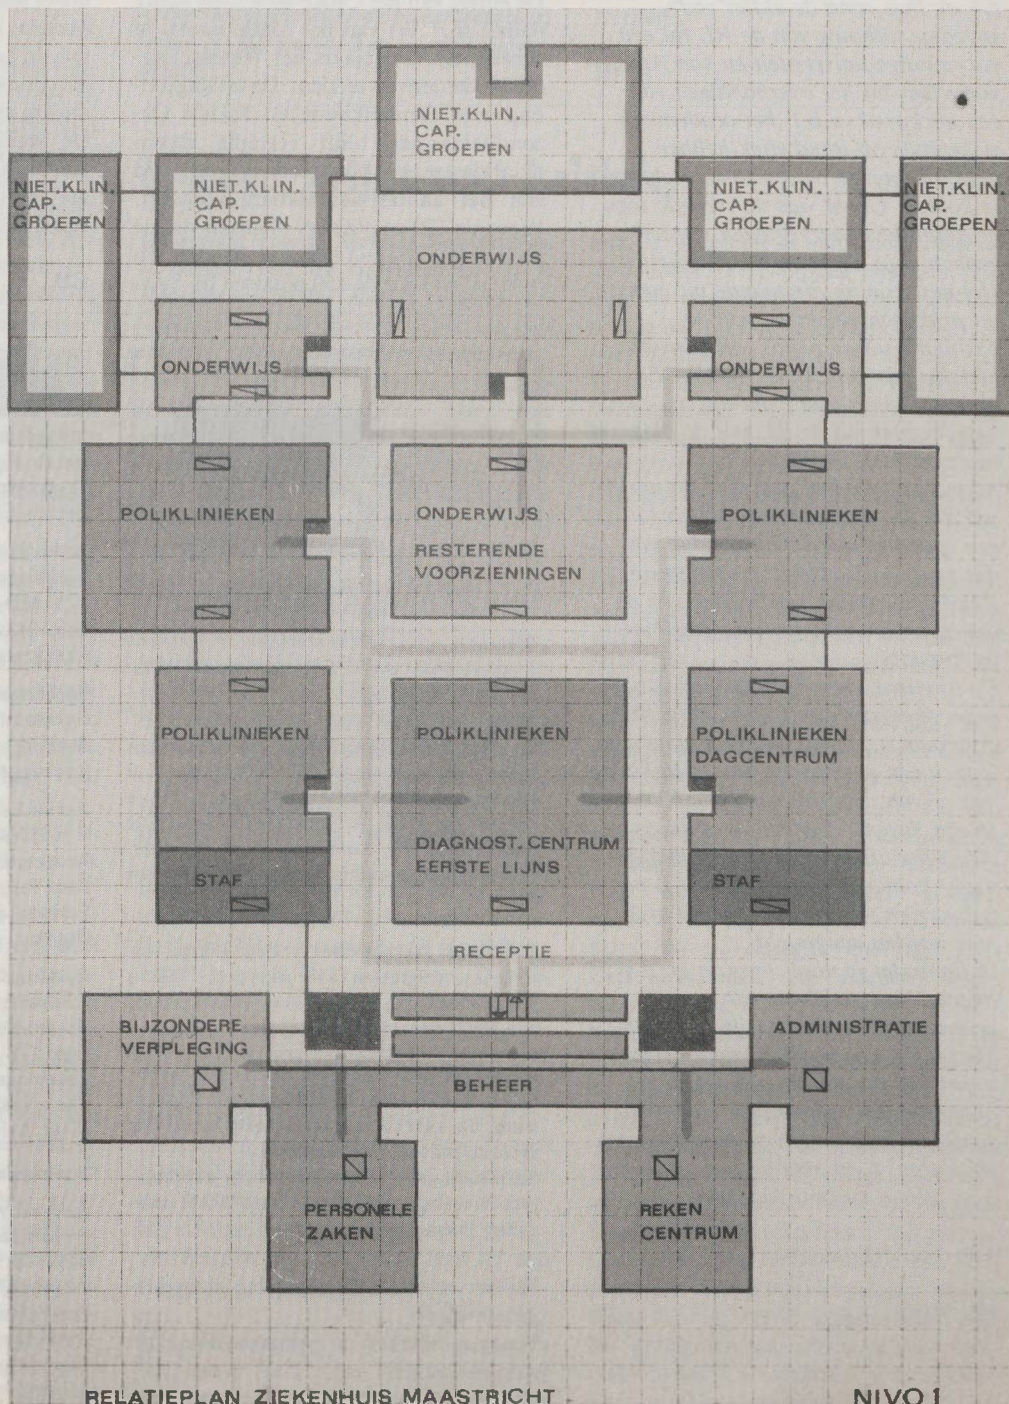 NIET.KLIN.
CAP.
GROEPEN
NIET.KLIN.
CAP.
GROEPEN
NIET.KLIN.
CAP.
GROEPEN
NIET.KLIN.
CAP.
GROEPEN
NIET.KLIN.
CAP.
GROEPEN
ONDERWIJS
ONDERWIJS
ONDERWIJS
POLIKLINIEKEN
ONDERWIJS
RESTERENDE
VOORZIENINGEN
POLIKLINIEKEN
POLIKLINIEKEN
POLIKLINIEKEN
POLIKLINIEKEN
DAGCENTRUM
DIAGNOST. CENTRUM
EERSTE LIJNS
STAF
STAF
RECEPTIE
BIJZONDERE
VERPLEGING
ADMINISTRATIE
BEHEER
PERSONELE
ZAKEN
REKEN
CENTRUM
RELATIEPLAN ZIEKENHUIS MAASTRICHT
NIVO 1